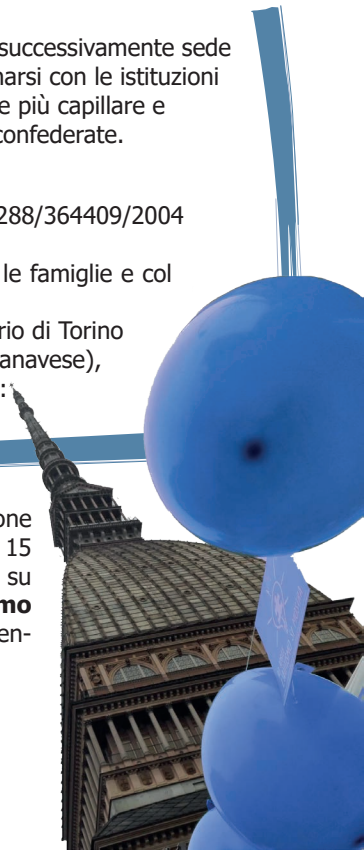 successivamente sede
narsi con le istituzioni
e più capillare e
confederate.
288/364409/2004
le famiglie e col
rio di Torino
anavese),
:
one
15
su
mo
en-